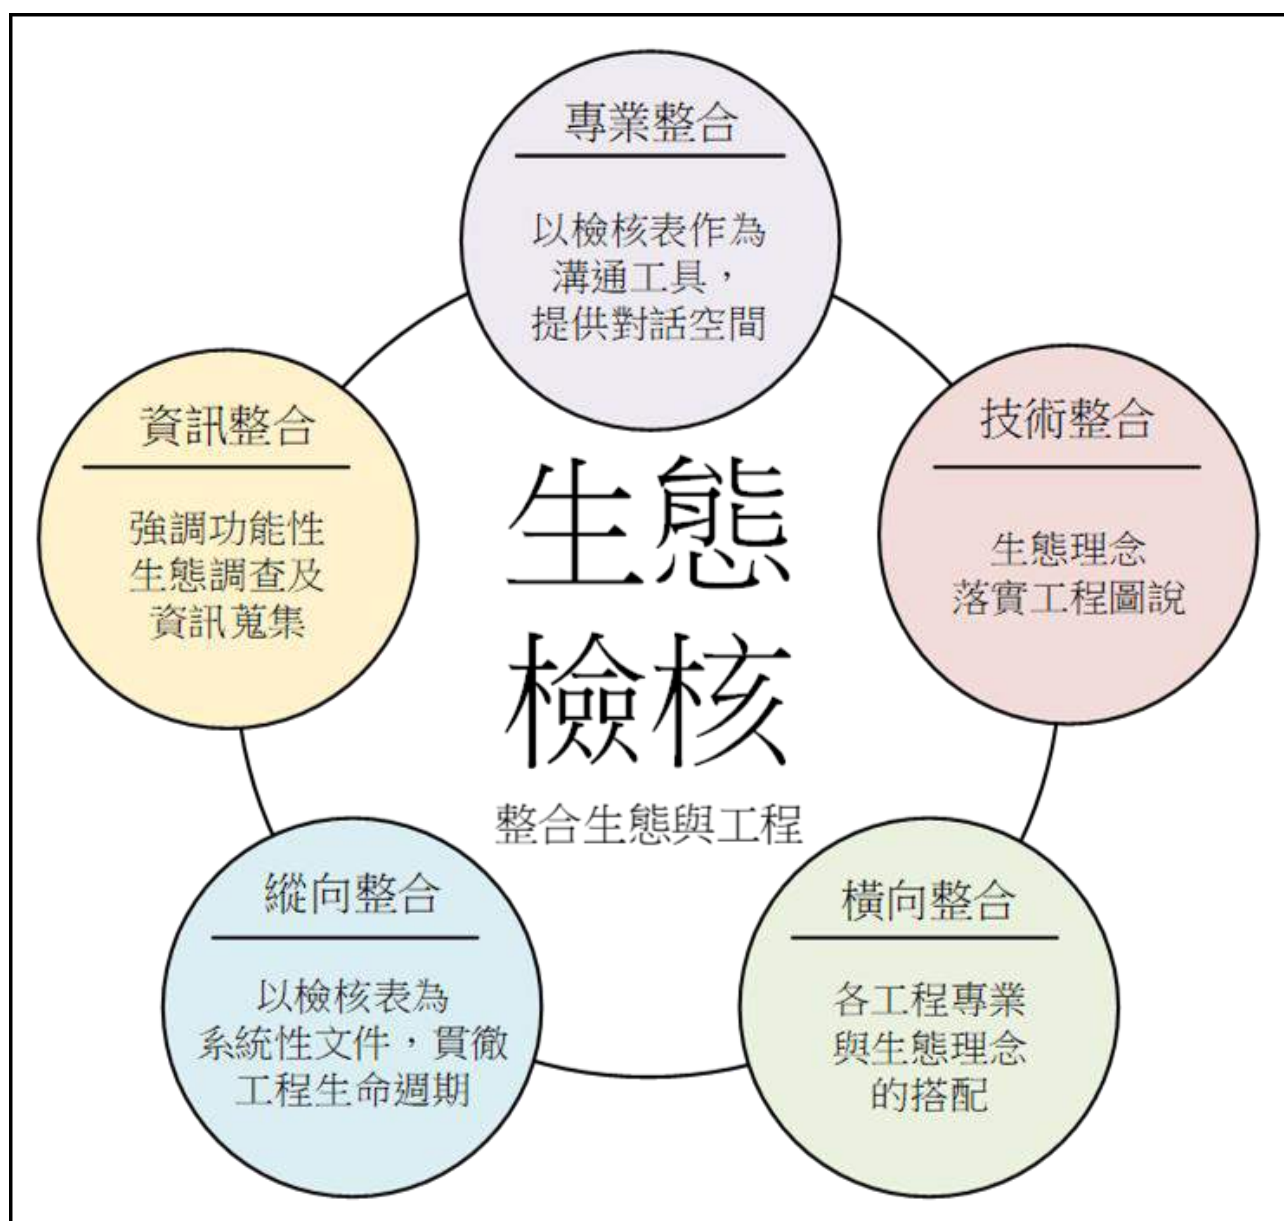 專業整合
以檢核表作為
溝通工具，
提供對話空間
資訊整合
強調功能性
生態調查及
資訊蒐集
技術整合
生態理念
落實工程圖說
生態
檢核
整合生態與工程
縱向整合
以檢核表為
系統性文件，貫徹
工程生命週期
橫向整合
各工程專業
與生態理念
的搭配